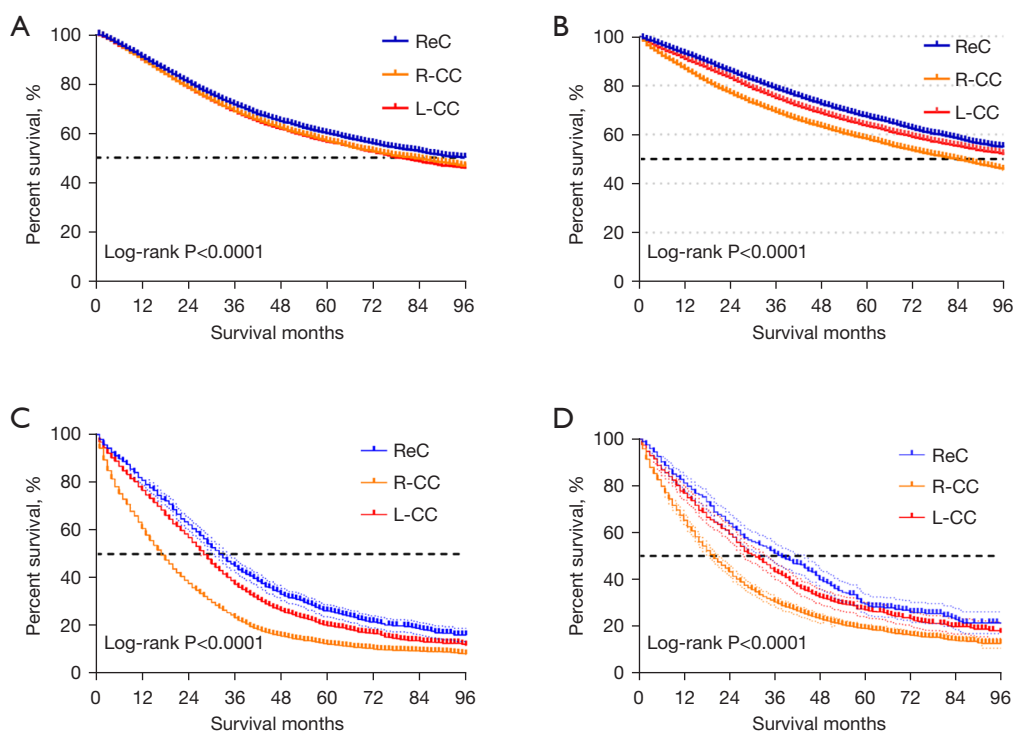 A
100
80
60
40
20
0
Percent survival, %
ReC
R-CC
L-CC
Log-rank P<0.0001
0 12 24 36 48 60 72 84 96
Survival months
B
100
80
60
40
20
0
Percent survival, %
ReC
R-CC
L-CC
Log-rank P<0.0001
0 12 24 36 48 60 72 84 96
Survival months
C
100
80
60
40
20
0
Percent survival, %
ReC
R-CC
L-CC
Log-rank P<0.0001
0 12 24 36 48 60 72 84 96
Survival months
D
100
80
60
40
20
0
Percent survival, %
ReC
R-CC
L-CC
Log-rank P<0.0001
0 12 24 36 48 60 72 84 96
Survival months